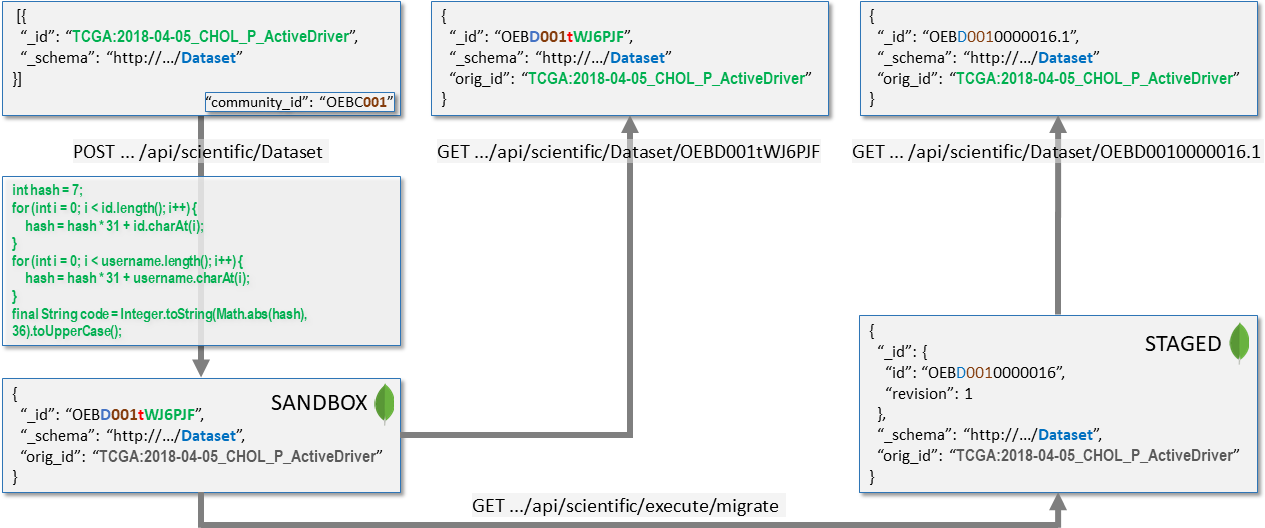 [{
“_id”: “TCGA:2018-04-05_CHOL_P_ActiveDriver”,
“_schema”: “http://.../Dataset”
}]
“community_id”: “OEBC001”
POST ... /api/scientific/Dataset
int hash = 7;
for (int i = 0; i < id.length(); i++) {
hash = hash * 31 + id.charAt(i);
}
for (int i = 0; i < username.length(); i++) {
hash = hash * 31 + username.charAt(i);
}
final String code = Integer.toString(Math.abs(hash),
36).toUpperCase();
{
“_id”: “OEBD001tWJ6PJF”,
“_schema”: “http://.../Dataset”,
“orig_id”: “TCGA:2018-04-05_CHOL_P_ActiveDriver”
}
SANDBOX
{
“_id”: “OEBD001tWJ6PJF”,
“_schema”: “http://.../Dataset”
“orig_id”: “TCGA:2018-04-05_CHOL_P_ActiveDriver”
}
GET .../api/scientific/Dataset/OEBD001tWJ6PJF
GET .../api/scientific/execute/migrate
{
“_id”: “OEBD0010000016.1”,
“_schema”: “http://.../Dataset”
“orig_id”: “TCGA:2018-04-05_CHOL_P_ActiveDriver”
}
GET ... /api/scientific/Dataset/OEBD0010000016.1
{
“_id”: {
“id”: “OEBD0010000016”,
“revision”: 1
},
“_schema”: “http://.../Dataset”,
“orig_id”: “TCGA:2018-04-05_CHOL_P_ActiveDriver”
}
STAGED